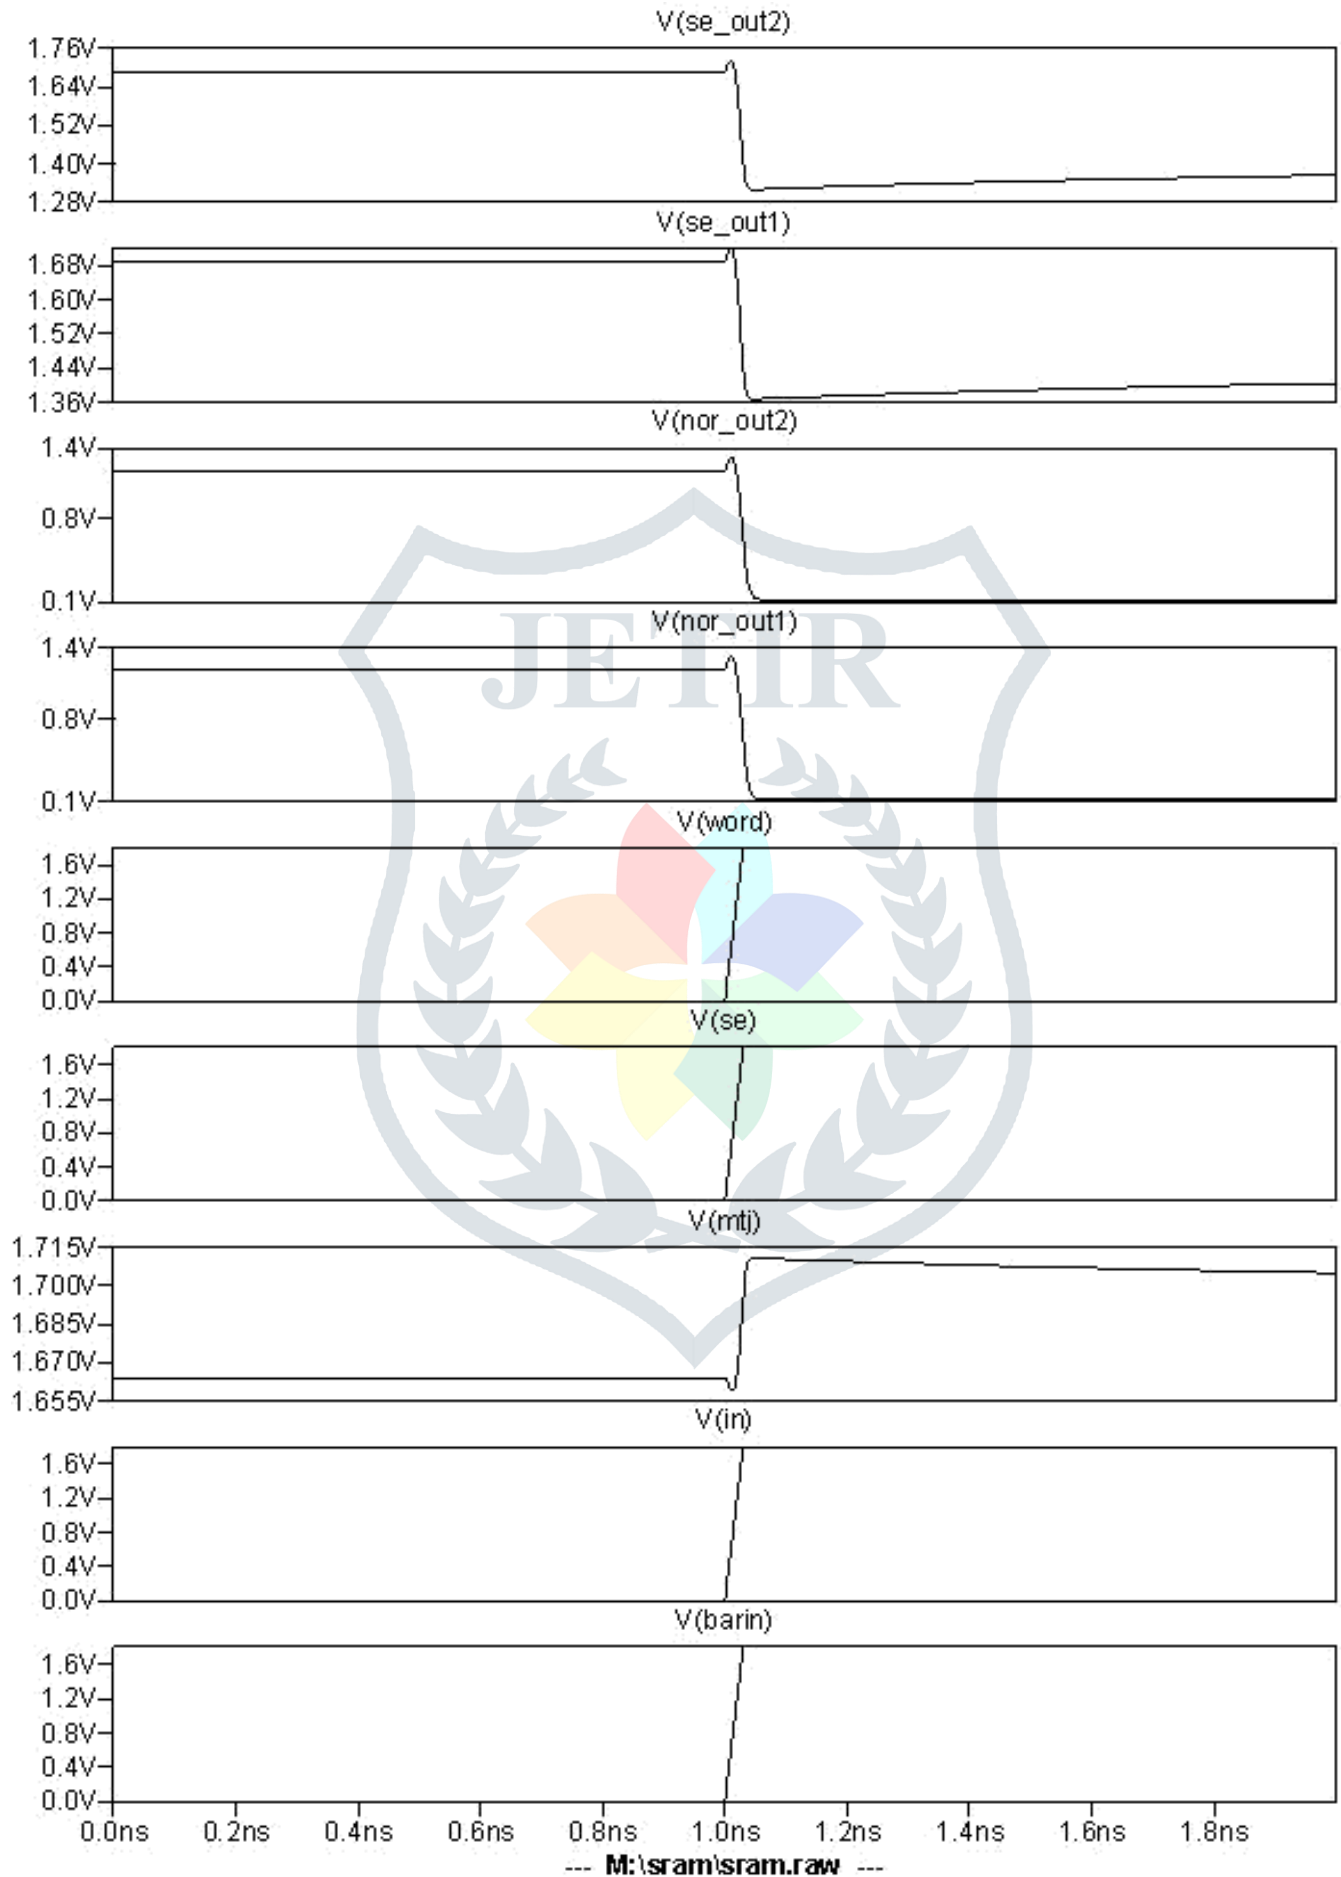 V(se_out2)
1.76V
1.64V
1.52V
1.40V
1.28V
V(se_out1)
1.68V
1.60V
1.52V
1.44V
1.36V
V(nor_out2)
1.4V
0.8V
0.1V
V(nor_out1)
1.4V
0.8V
0.1V
JETIR
V(word)
1.6V
1.2V
0.8V
0.4V
0.0V
V(se)
1.6V
1.2V
0.8V
0.4V
0.0V
V(mtj)
1.715V
1.700V
1.685V
1.670V
1.655V
V(in)
1.6V
1.2V
0.8V
0.4V
0.0V
V(barin)
1.6V
1.2V
0.8V
0.4V
0.0V
0.0ns 0.2ns 0.4ns 0.6ns 0.8ns 1.0ns 1.2ns 1.4ns 1.6ns 1.8ns
--- M:\sram\sram.raw ---